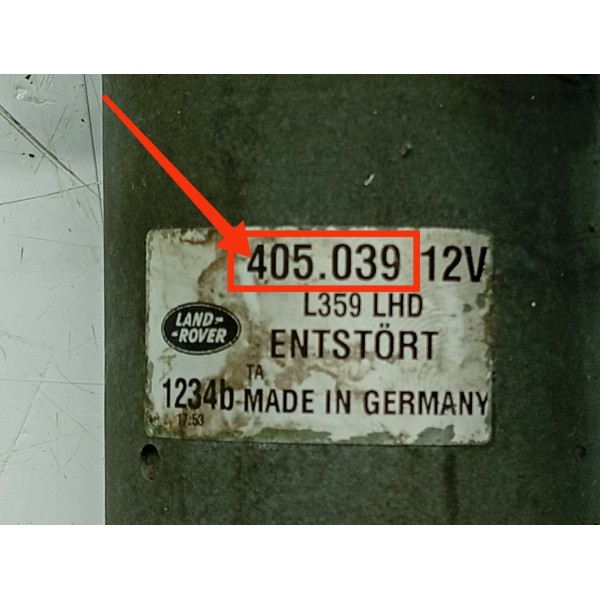 405.039 12V
L359 LHD
LAND-
-ROVER
ENTSTÖRT
TA
1234b MADE IN GERMANY
17:53